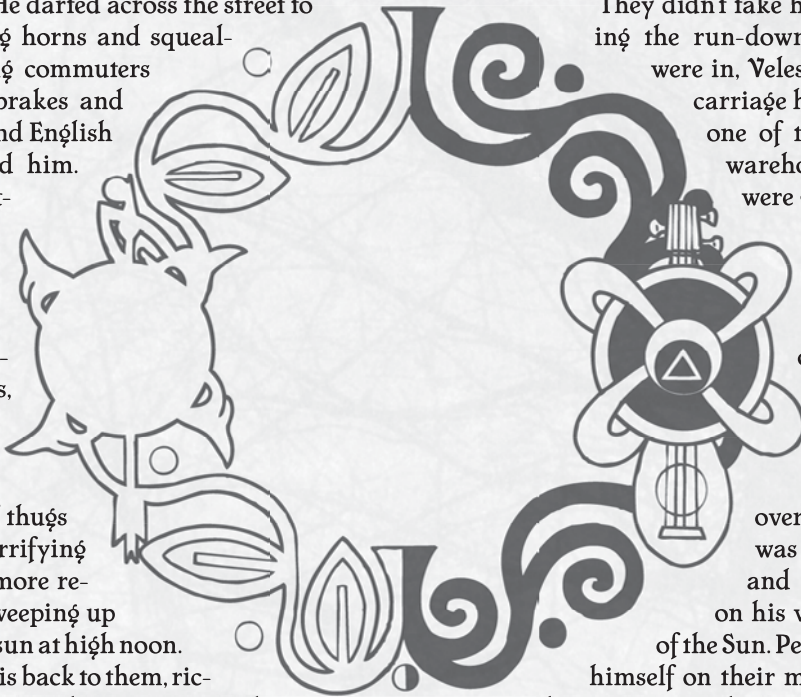 He darted across the street to
g horns and squeal-
g commuters
brakes and
nd English
d him.
t-
-
s,
thugs
rrifying
more re-
weeping up
sun at high noon.
is back to them, ric-
They didn't take h
ing the run-down
were in, Veles
carriage h
one of
wareho
were
over
was
and
on his
of the Sun. Pe
himself on their m